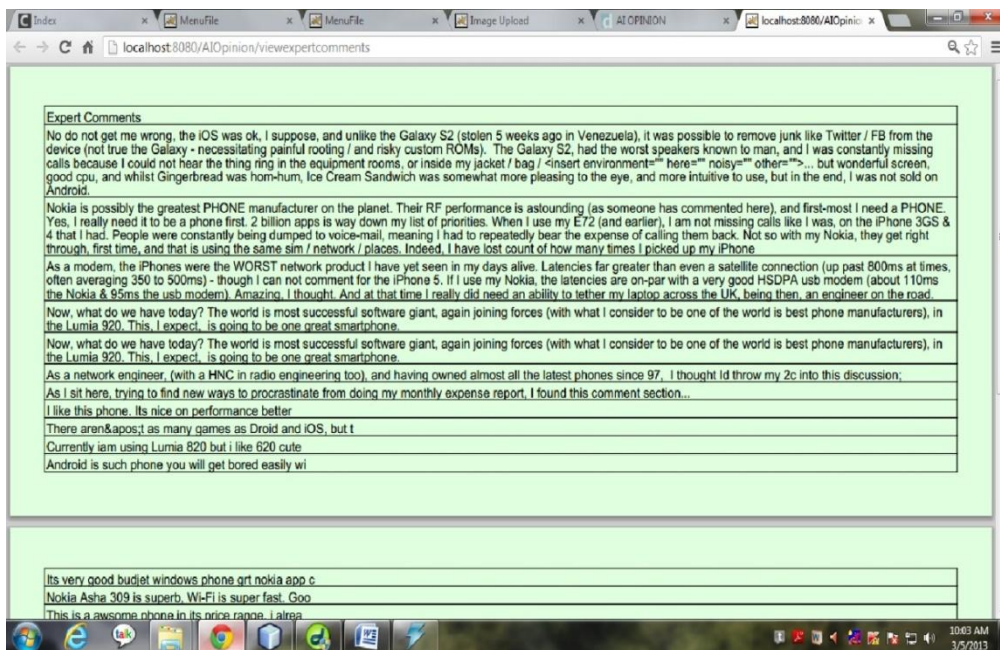 Index
MenuFile
MenuFile
Image Upload
AI OPINION
localhost:8080/AIOpinio
localhost:8080/AIOpinion/viewexpertcomments
Expert Comments
No do not get me wrong, the iOS was ok, I suppose, and unlike the Galaxy S2 (stolen 5 weeks ago in Venezuela), it was possible to remove junk like Twitter / FB from the
device (not true the Galaxy - necessitating painful rooting / and risky custom ROMs).  The Galaxy S2, had the worst speakers known to man, and I was constantly missing
calls because I could not hear the thing ring in the equipment rooms, or inside my jacket / bag / <insert environment="" here="" noisy="" other="">... but wonderful screen,
good cpu, and whilst Gingerbread was hom-hum, Ice Cream Sandwich was somewhat more pleasing to the eye, and more intuitive to use, but in the end, I was not sold on
Android.
Nokia is possibly the greatest PHONE manufacturer on the planet. Their RF performance is astounding (as someone has commented here), and first-most I need a PHONE.
Yes, I really need it to be a phone first. 2 billion apps is way down my list of priorities. When I use my E72 (and earlier), I am not missing calls like I was, on the iPhone 3GS &
4 that I had. People were constantly being dumped to voice-mail, meaning I had to repeatedly bear the expense of calling them back. Not so with my Nokia, they get right
through, first time, and that is using the same sim / network / places. Indeed, I have lost count of how many times I picked up my iPhone
As a modem, the iPhones were the WORST network product I have yet seen in my days alive. Latencies far greater than even a satellite connection (up past 800ms at times,
often averaging 350 to 500ms) - though I can not comment for the iPhone 5. If I use my Nokia, the latencies are on-par with a very good HSDPA usb modem (about 110ms
the Nokia & 95ms the usb modem). Amazing, I thought. And at that time I really did need an ability to tether my laptop across the UK, being then, an engineer on the road.
Now, what do we have today? The world is most successful software giant, again joining forces (with what I consider to be one of the world is best phone manufacturers), in
the Lumia 920. This, I expect,  is going to be one great smartphone.
Now, what do we have today? The world is most successful software giant, again joining forces (with what I consider to be one of the world is best phone manufacturers), in
the Lumia 920. This, I expect,  is going to be one great smartphone.
As a network engineer, (with a HNC in radio engineering too), and having owned almost all the latest phones since 97,  I thought Id throw my 2c into this discussion;
As I sit here, trying to find new ways to procrastinate from doing my monthly expense report, I found this comment section...
I like this phone. Its nice on performance better
There aren&apos;t as many games as Droid and iOS, but t
Currently iam using Lumia 820 but i like 620 cute
Android is such phone you will get bored easily wi
Its very good budjet windows phone grt nokia app c
Nokia Asha 309 is superb, Wi-Fi is super fast. Goo
This is a awsome phone in its price range. i alrea
talk
10:03 AM
3/5/2013